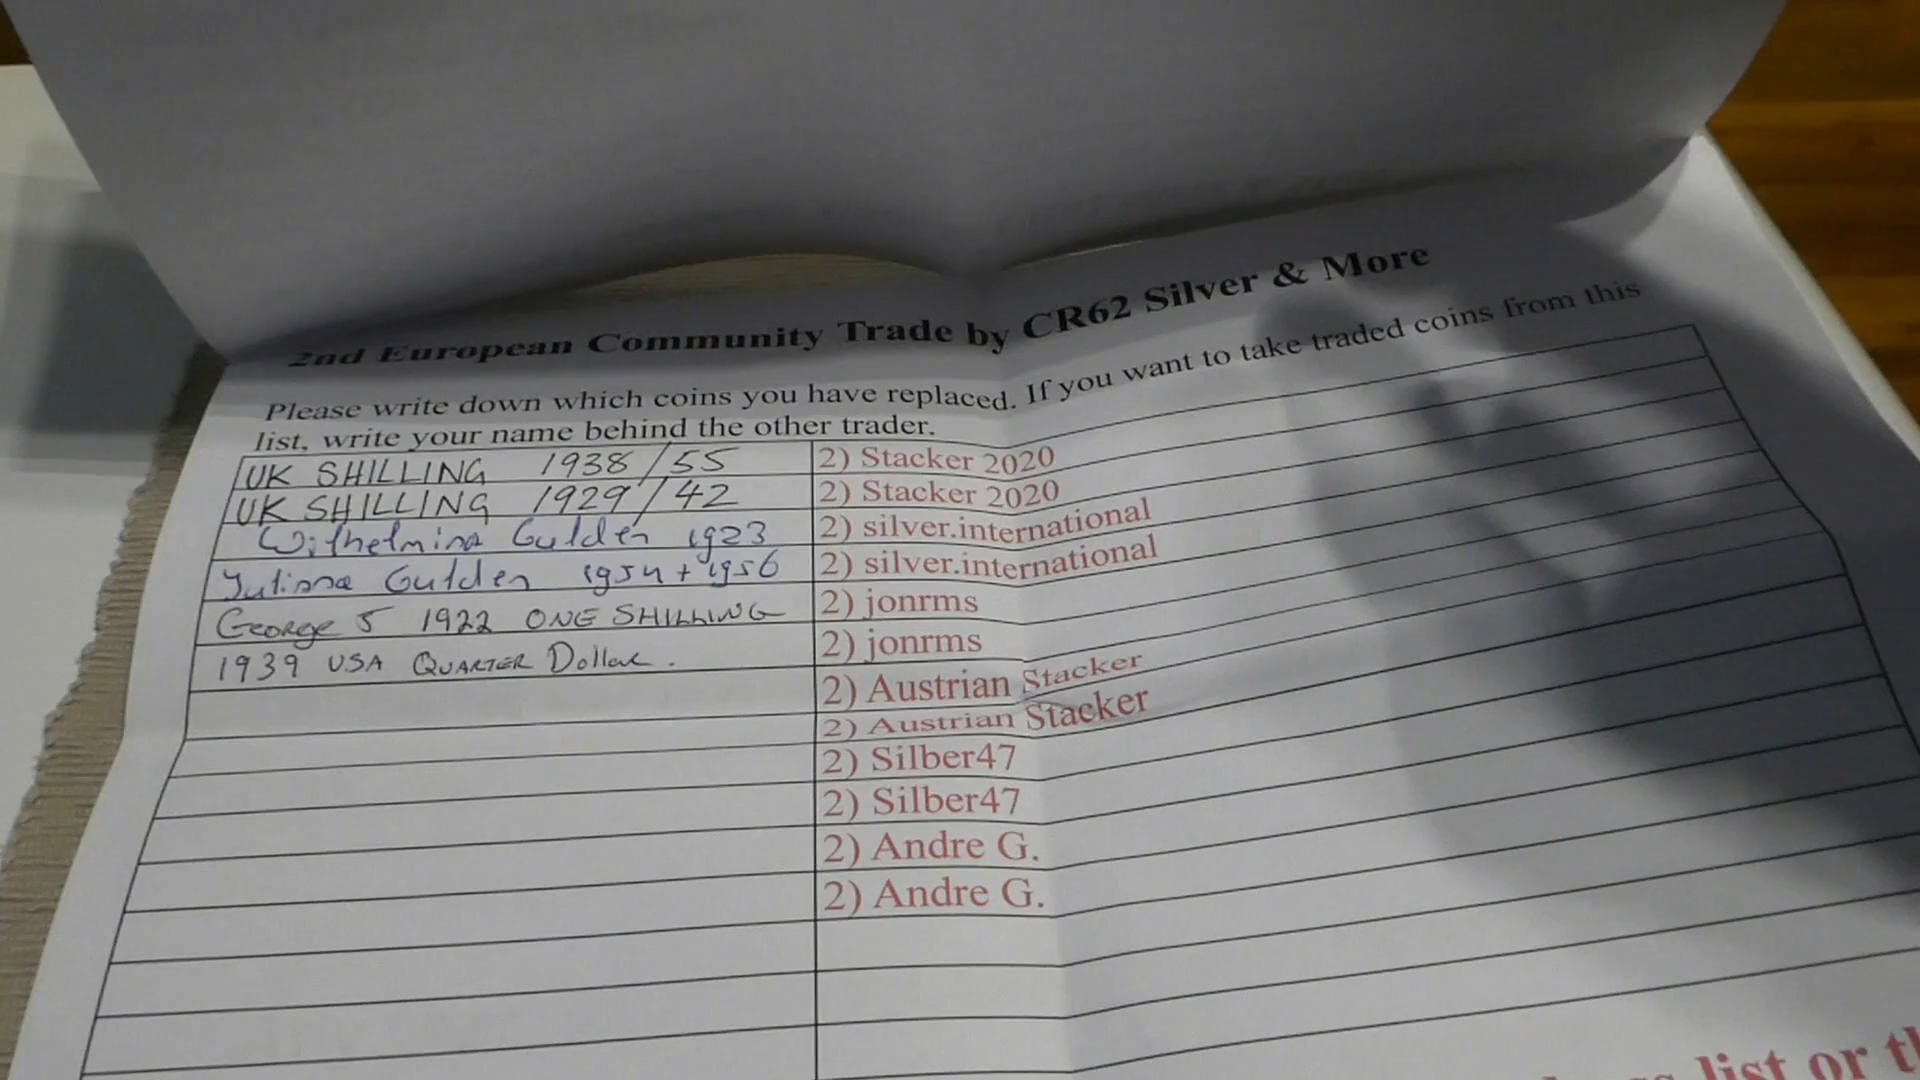 2nd European Community Trade by CR62 Silver & More
Please write down which coins you have replaced. If you want to take traded coins from this
list, write your name behind the other trader.
UK SHILLING 1938/55 2) Stacker 2020
UK SHILLING 1929/42 2) Stacker 2020
Wilhelmina Gulden 1923 2) silver.international
Juliana Gulden 1954 + 1956 2) silver.international
George 5 1922 ONE SHILLING 2) jonrms
1939 USA QUARTER Dollar. 2) jonrms
2) Austrian Stacker
2) Austrian Stacker
2) Silber47
2) Silber47
2) Andre G.
2) Andre G.
list or